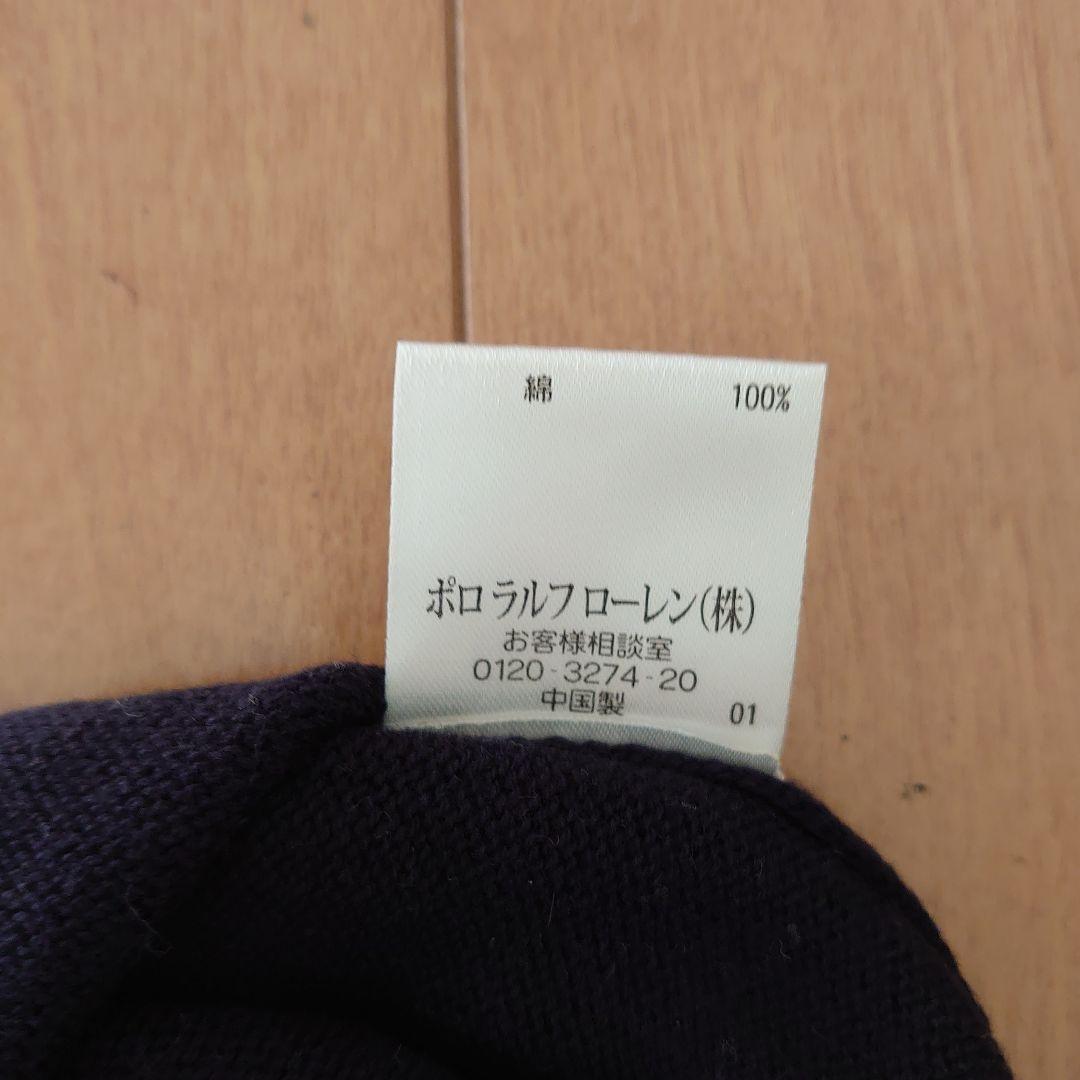 綿 100%
ポロ ラルフ ローレン(株)
お客様相談室
0120-3274-20
中国製 01